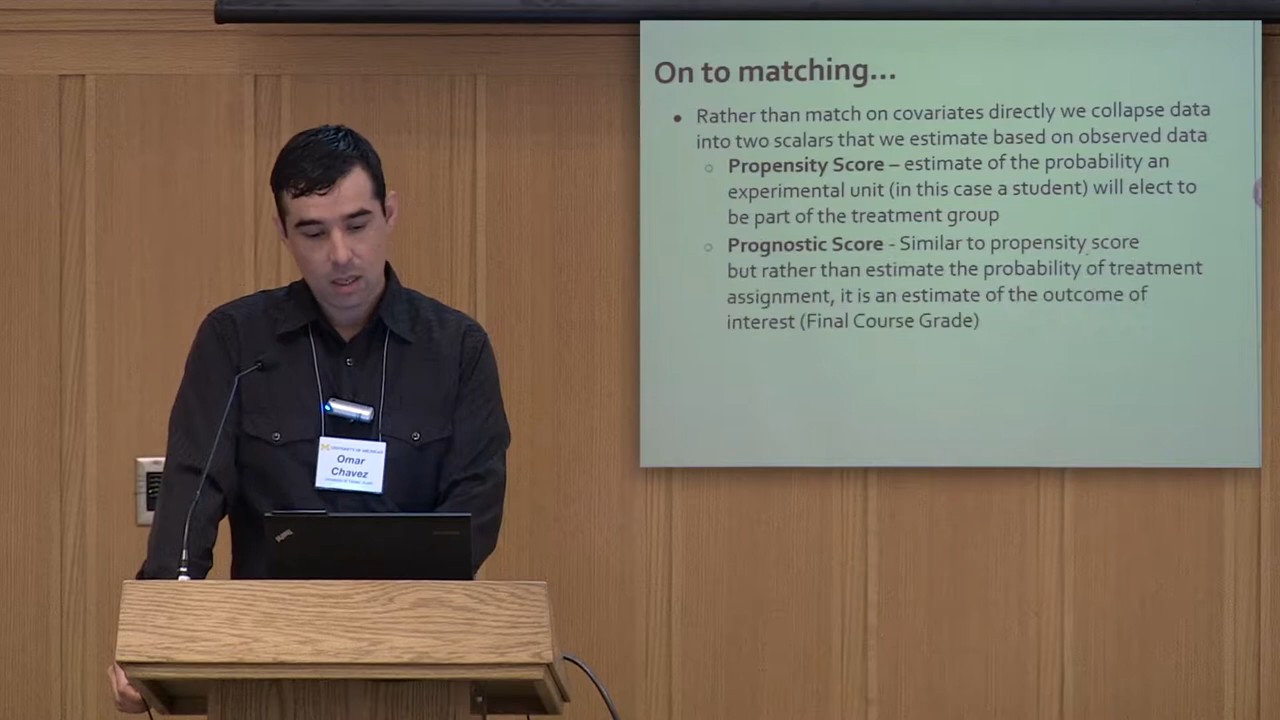 On to matching...
• Rather than match on covariates directly we collapse data
into two scalars that we estimate based on observed data
○ Propensity Score – estimate of the probability an
experimental unit (in this case a student) will elect to
be part of the treatment group
○ Prognostic Score - Similar to propensity score
but rather than estimate the probability of treatment
assignment, it is an estimate of the outcome of
interest (Final Course Grade)
UNIVERSITY OF MICHIGAN
Omar
Chavez